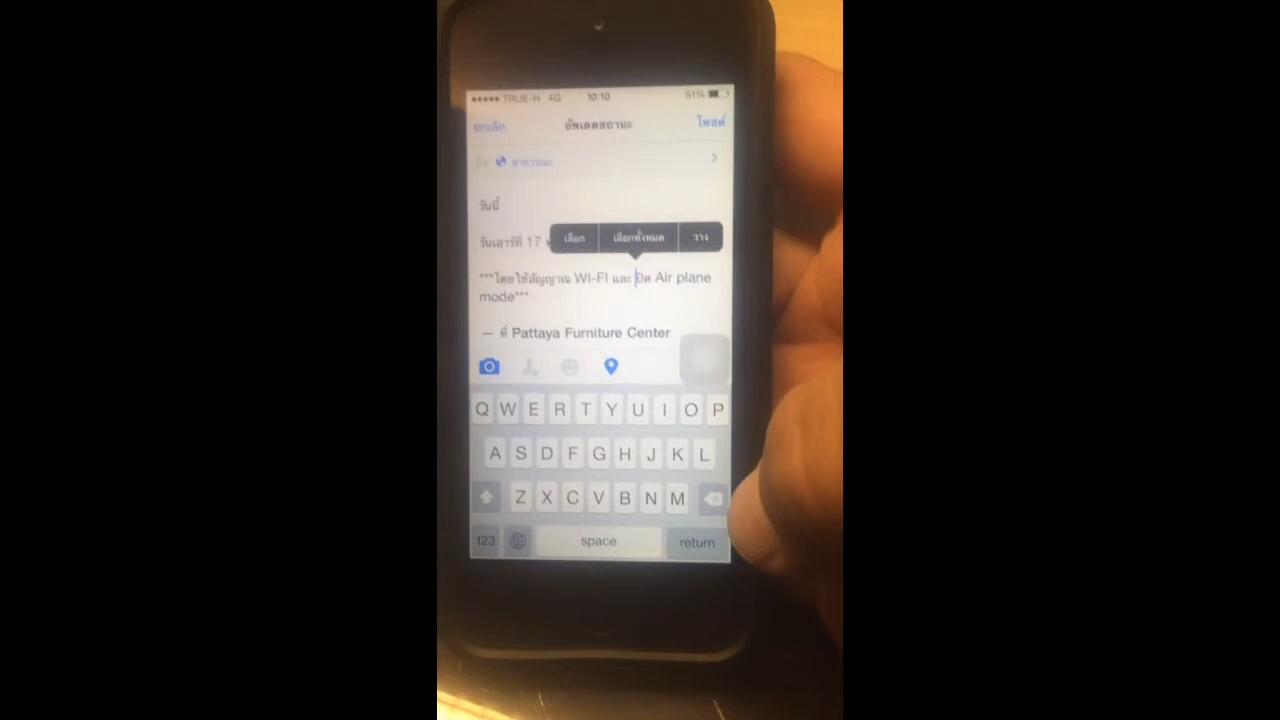 TRUE-H 4G 10:10 51%
ยกเลิก อัพเดตสถานะ โพสต์
สาธารณะ
วันนี้
วันเสาร์ที่ 17
เลือก เลือกทั้งหมด วาง
***โดยใช้สัญญาณ WI-FI และ ปิด Air plane
mode***
— ที่ Pattaya Furniture Center
Q W E R T Y U I O P
A S D F G H J K L
Z X C V B N M
123 space return